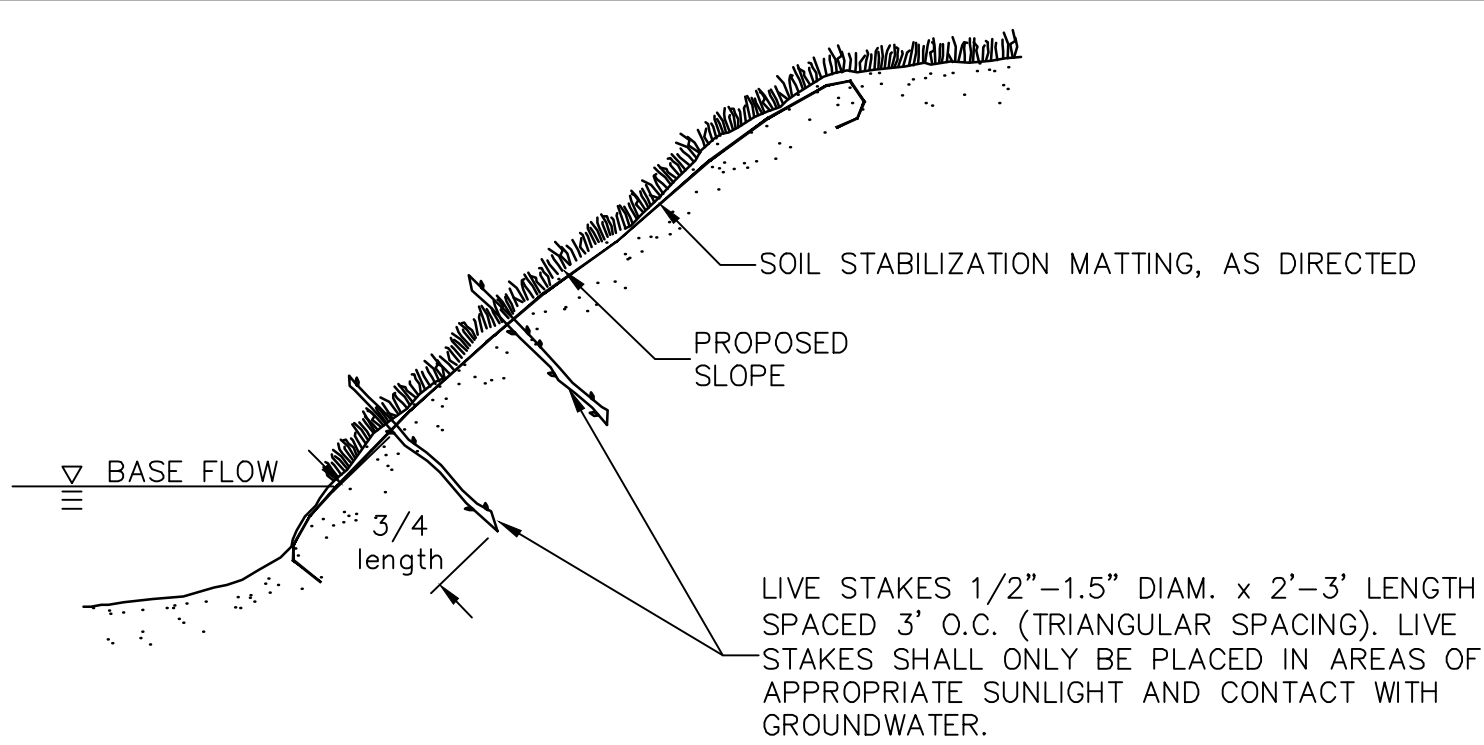 SOIL STABILIZATION MATTING, AS DIRECTED
PROPOSED
SLOPE
BASE FLOW
3/4
length
LIVE STAKES 1/2"–1.5" DIAM. x 2'–3' LENGTH
SPACED 3' O.C. (TRIANGULAR SPACING). LIVE
STAKES SHALL ONLY BE PLACED IN AREAS OF
APPROPRIATE SUNLIGHT AND CONTACT WITH
GROUNDWATER.